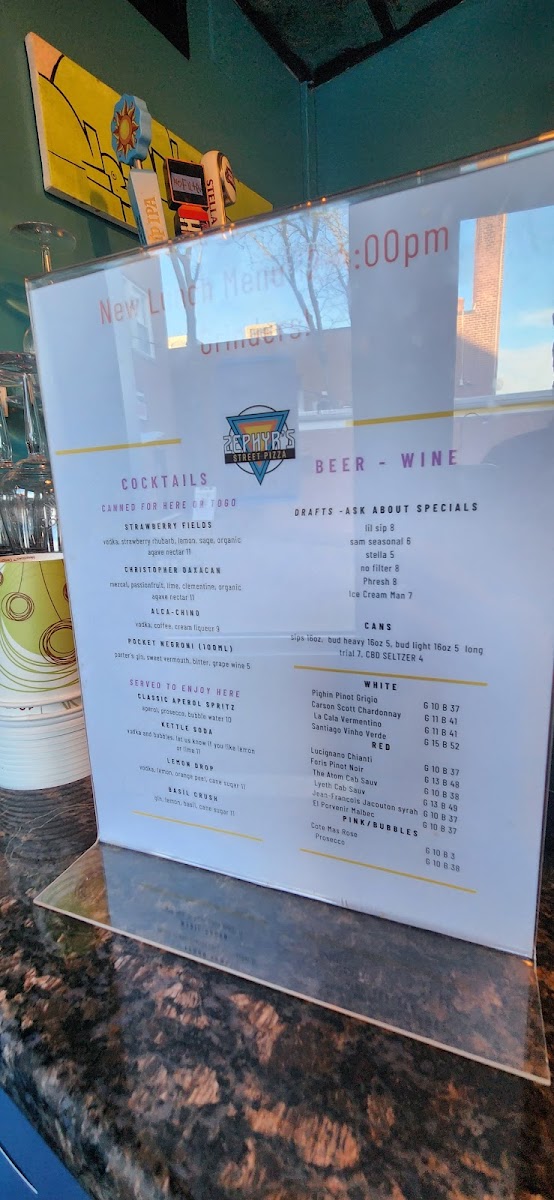 IPA
NO FILTER
STELLA
New Lunch Menu :00pm
Grinders!
ZEPHYR'S
STREET PIZZA
COCKTAILS
CANNED FOR HERE OR TOGO
STRAWBERRY FIELDS
vodka, strawberry rhubarb, lemon, sage, organic
agave nectar 11
CHRISTOPHER OAXACAN
mezcal, passionfruit, lime, clementine, organic
agave nectar 11
ALCA-CHINO
vodka, coffee, cream liqueur 9
POCKET NEGRONI (100ML)
gin, sweet vermouth, bitter, grape wine 5
SERVED TO ENJOY HERE
CLASSIC APEROL SPRITZ
aperol, prosecco, bubble water 10
KETTLE SODA
vodka and bubbles. let us know if you like lemon
or lime 11
LEMON DROP
vodka, lemon, orange peel, cane sugar 11
BASIL CRUSH
gin, lemon, basil, cane sugar 11
BEER - WINE
DRAFTS -ASK ABOUT SPECIALS
lil sip 8
sam seasonal 6
stella 5
no filter 8
Phresh 8
Ice Cream Man 7
CANS
sips 16oz, bud heavy 16oz 5, bud light 16oz 5 long
trial 7, CBD SELTZER 4
WHITE
Pighin Pinot Grigio G 10 B 37
Carson Scott Chardonnay G 11 B 41
La Cala Vermentino G 11 B 41
Santiago Vinho Verde G 15 B 52
RED
Lucignano Chianti G 10 B 37
Foris Pinot Noir G 13 B 48
The Atom Cab Sauv G 10 B 38
Lyeth Cab Sauv G 13 B 49
Jean-Francois Jacouton syrah G 10 B 37
El Porvenir Malbec G 10 B 37
PINK/BUBBLES
Cote Mas Rose G 10 B 3
Prosecco G 10 B 38